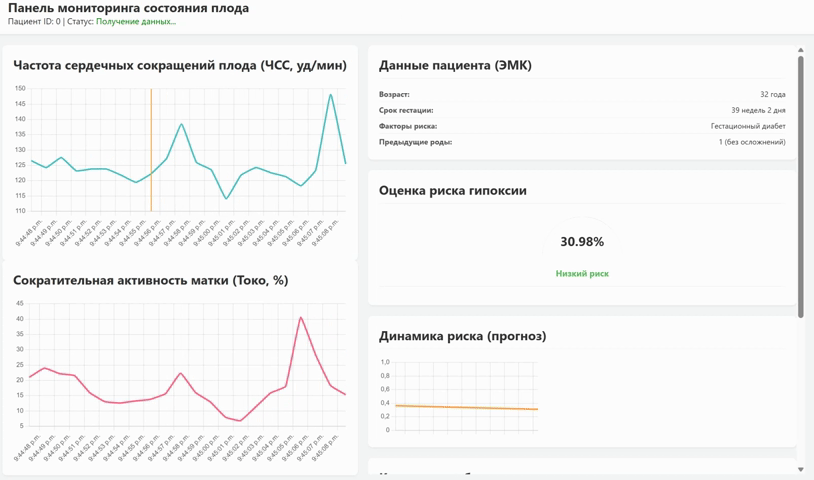 Панель мониторинга состояния плода
Пациент ID: 0 | Статус: Получение данных...
Частота сердечных сокращений плода (ЧСС, уд/мин)
150
145
140
135
130
125
120
115
110
9:44:48 p.m.
9:44:49 p.m.
9:44:50 p.m.
9:44:51 p.m.
9:44:52 p.m.
9:44:53 p.m.
9:44:54 p.m.
9:44:55 p.m.
9:44:56 p.m.
9:44:57 p.m.
9:44:58 p.m.
9:44:59 p.m.
9:45:00 p.m.
9:45:01 p.m.
9:45:02 p.m.
9:45:03 p.m.
9:45:04 p.m.
9:45:05 p.m.
9:45:06 p.m.
9:45:07 p.m.
9:45:08 p.m.
Сократительная активность матки (Токо, %)
45
40
35
30
25
20
15
10
5
9:44:48 p.m.
9:44:49 p.m.
9:44:50 p.m.
9:44:51 p.m.
9:44:52 p.m.
9:44:53 p.m.
9:44:54 p.m.
9:44:55 p.m.
9:44:56 p.m.
9:44:57 p.m.
9:44:58 p.m.
9:44:59 p.m.
9:45:00 p.m.
9:45:01 p.m.
9:45:02 p.m.
9:45:03 p.m.
9:45:04 p.m.
9:45:05 p.m.
9:45:06 p.m.
9:45:07 p.m.
9:45:08 p.m.
Данные пациента (ЭМК)
Возраст: 32 года
Срок гестации: 39 недель 2 дня
Факторы риска: Гестационный диабет
Предыдущие роды: 1 (без осложнений)
Оценка риска гипоксии
30.98%
Низкий риск
Динамика риска (прогноз)
1,0
0,8
0,6
0,4
0,2
0